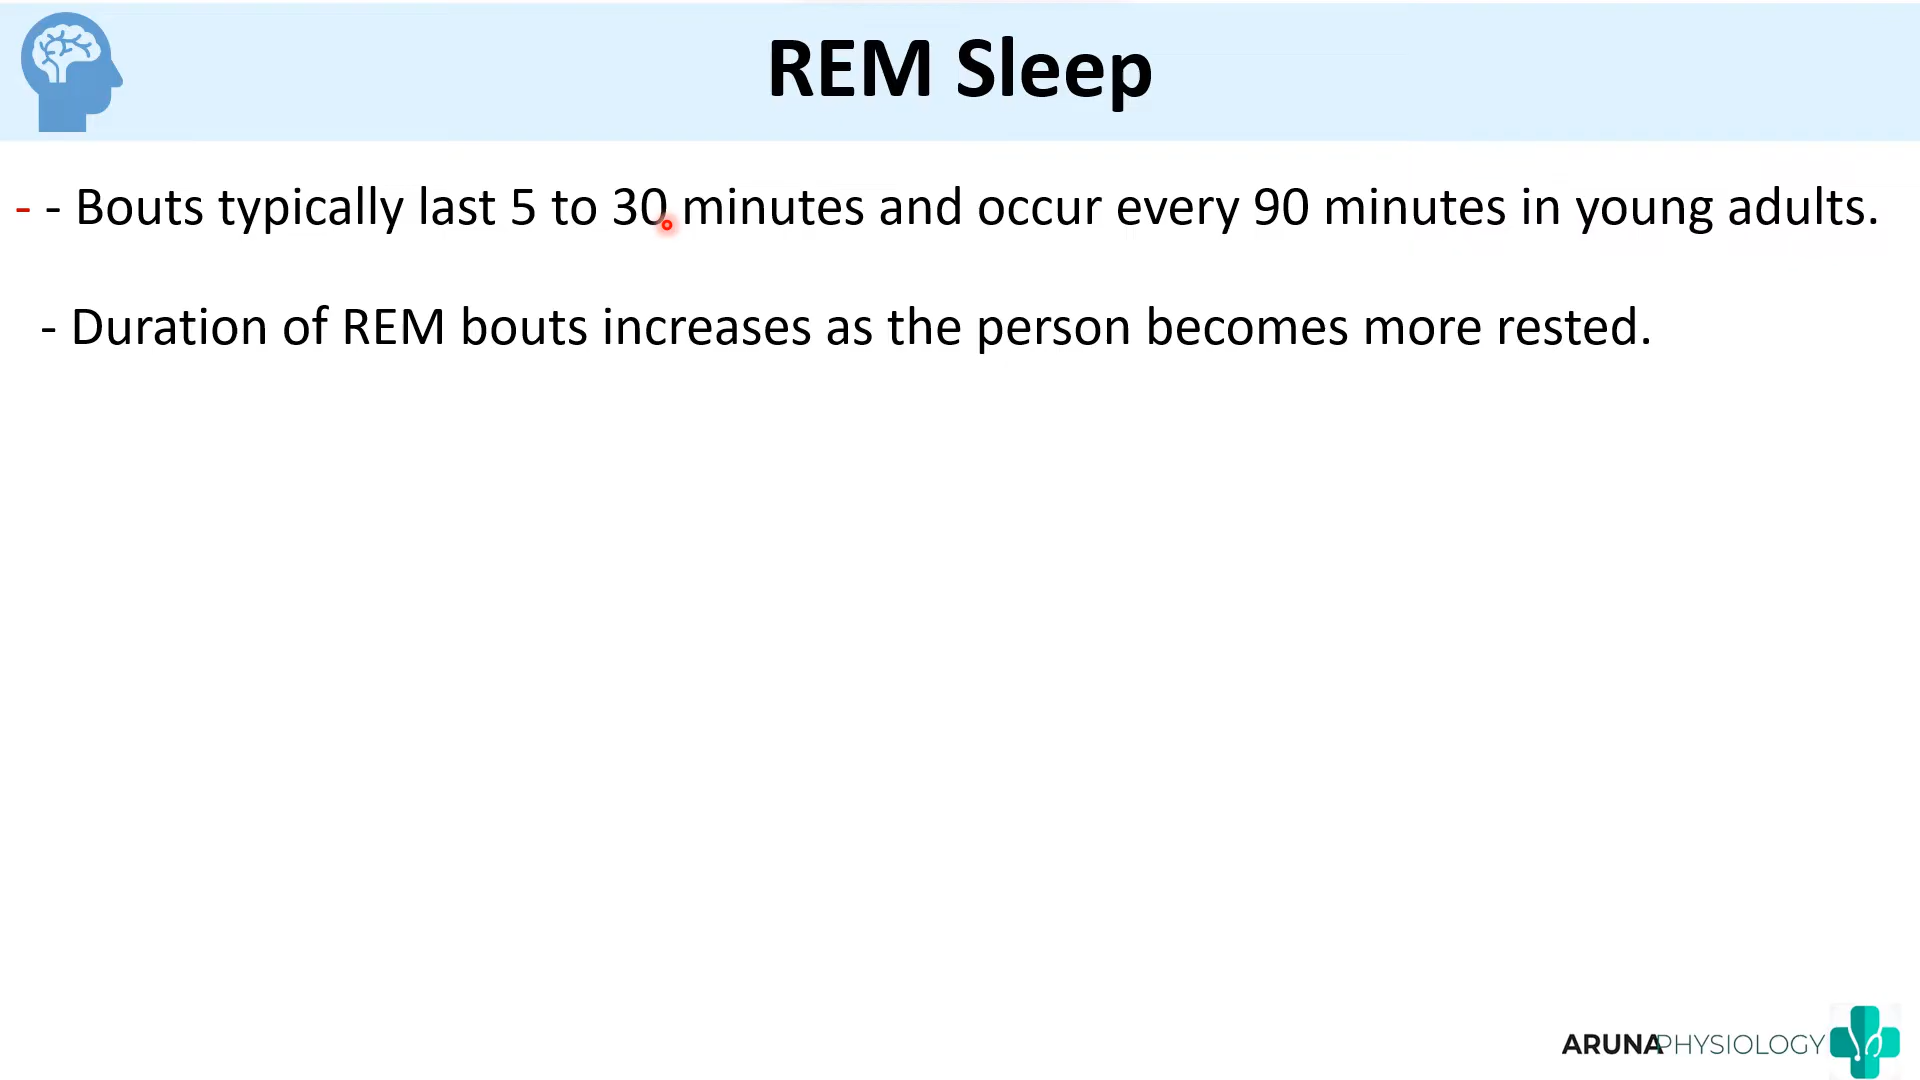 REM Sleep
- - Bouts typically last 5 to 30 minutes and occur every 90 minutes in young adults.
- Duration of REM bouts increases as the person becomes more rested.
ARUNAPHYSIOLOGY